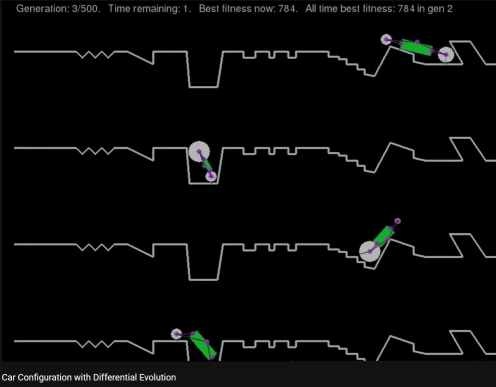 Generation: 3/500.   Time remaining: 1.   Best fitness now: 784.   All time best fitness: 784 in gen 2
Car Configuration with Differential Evolution